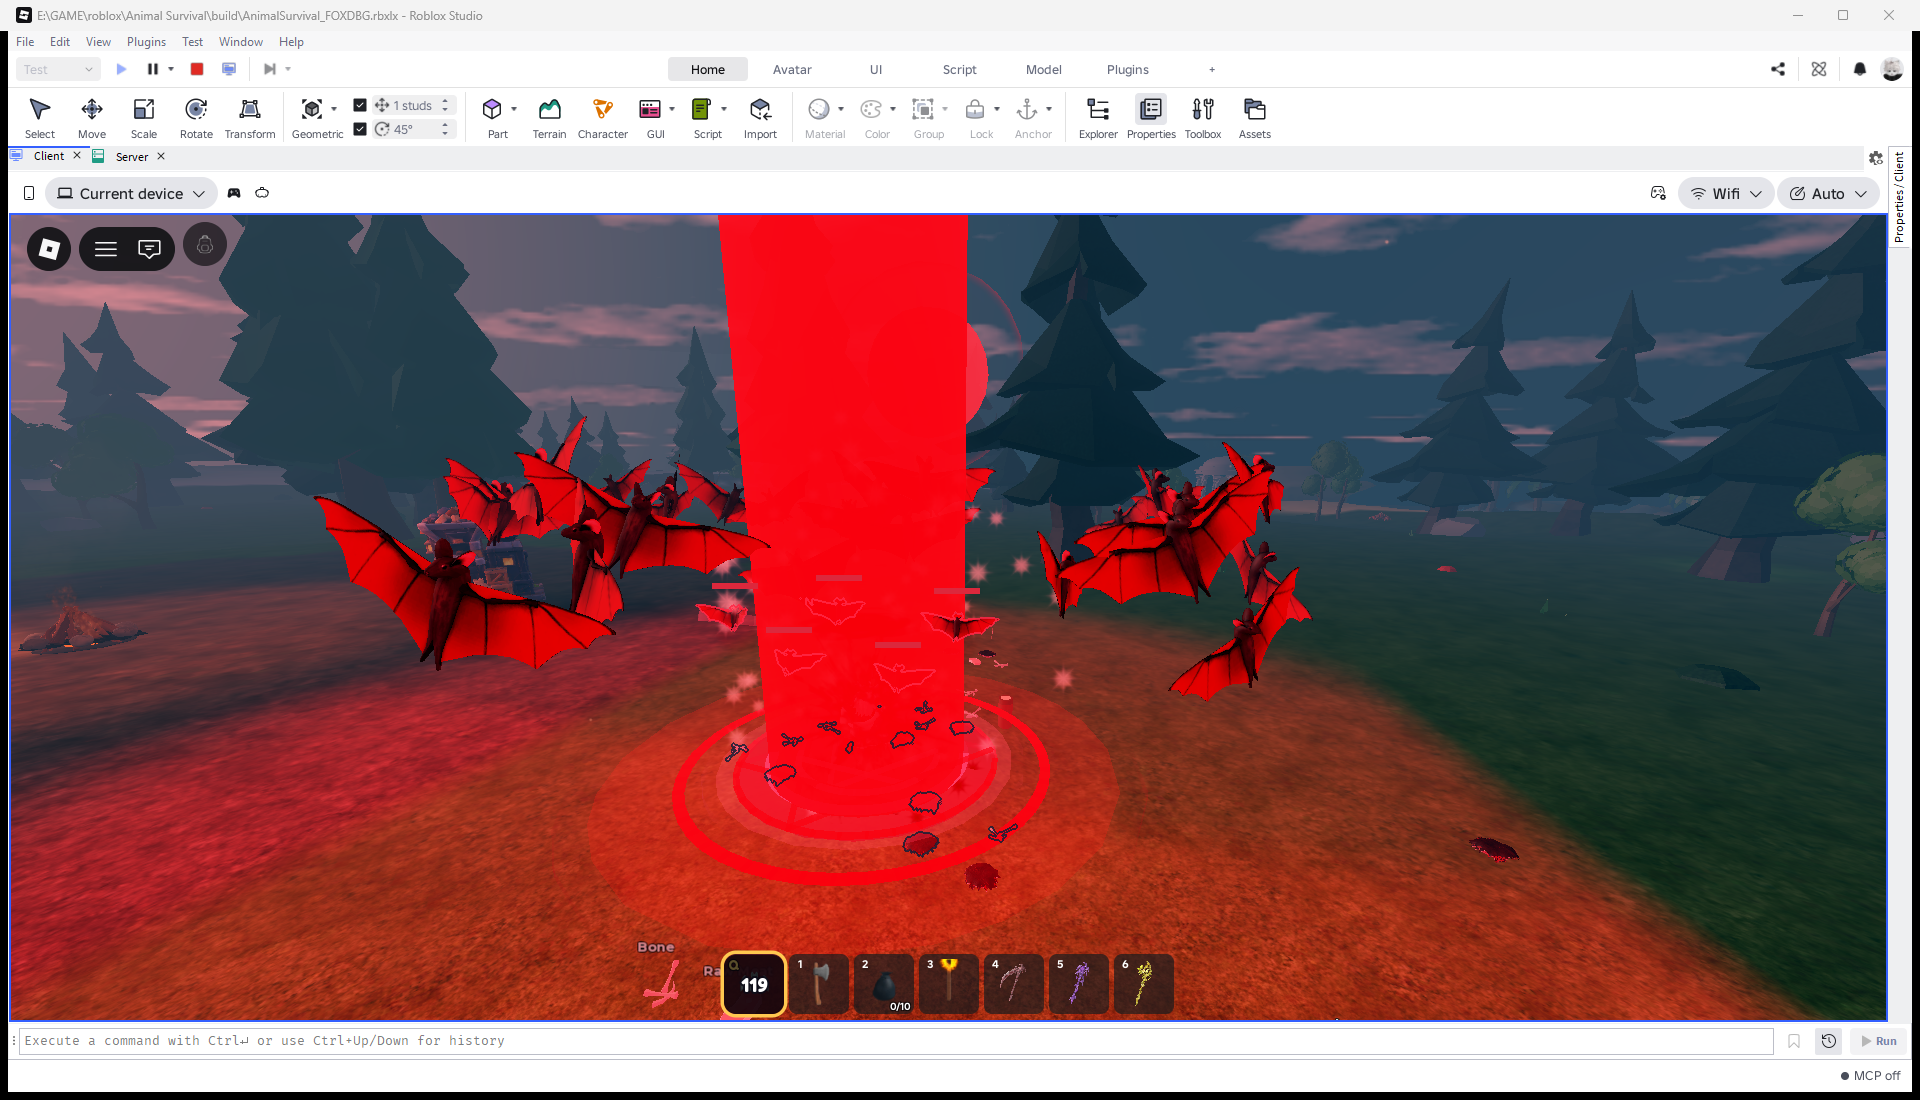 E:\GAME\roblox\Animal Survival\build\AnimalSurvival_FOXDBG.rbxlx - Roblox Studio
File Edit View Plugins Test Window Help
Test
Home Avatar UI Script Model Plugins +
1 studs
45°
Select Move Scale Rotate Transform Geometric Part Terrain Character GUI Script Import Material Color Group Lock Anchor Explorer Properties Toolbox Assets
Client Server
Properties / Client
Current device Wifi Auto
Bone
Ra
Q 1 2 3 4 5 6
119
0/10
Execute a command with Ctrl↵ or use Ctrl+Up/Down for history
Run
MCP off